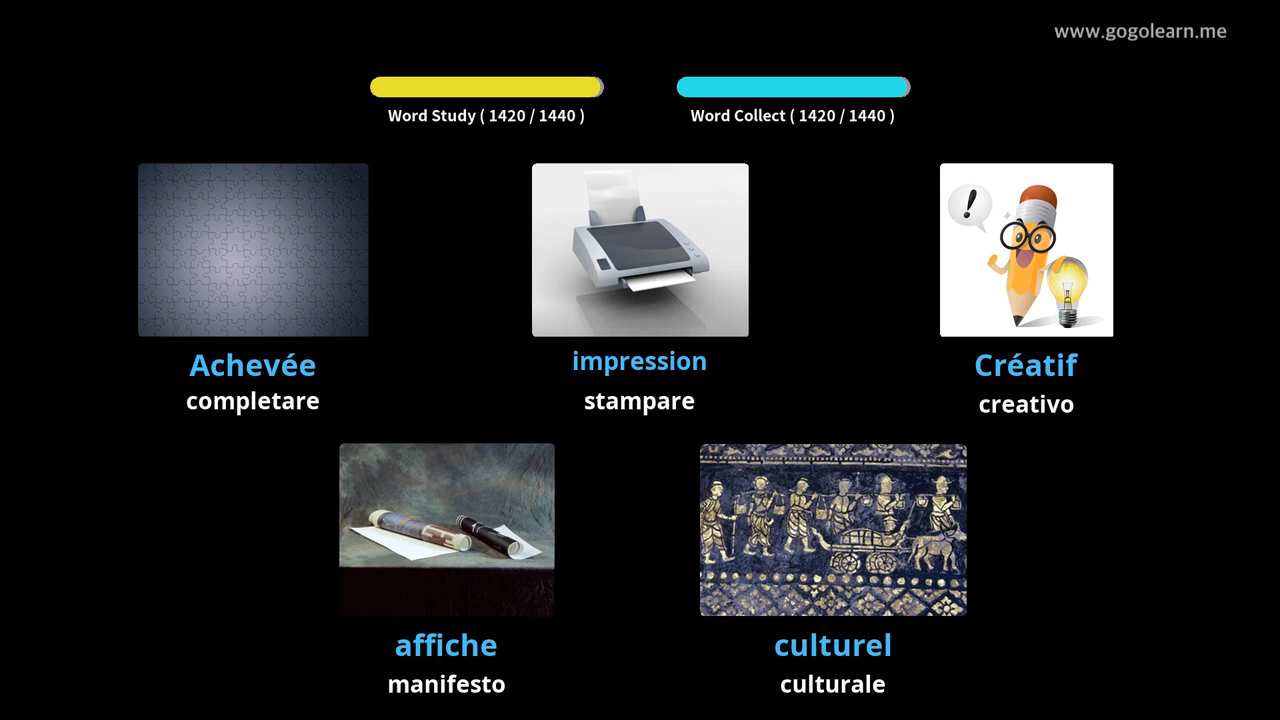 www.gogolearn.me
Word Study ( 1420 / 1440 )
Word Collect ( 1420 / 1440 )
Achevée
completare
impression
stampare
Créatif
creativo
affiche
manifesto
culturel
culturale